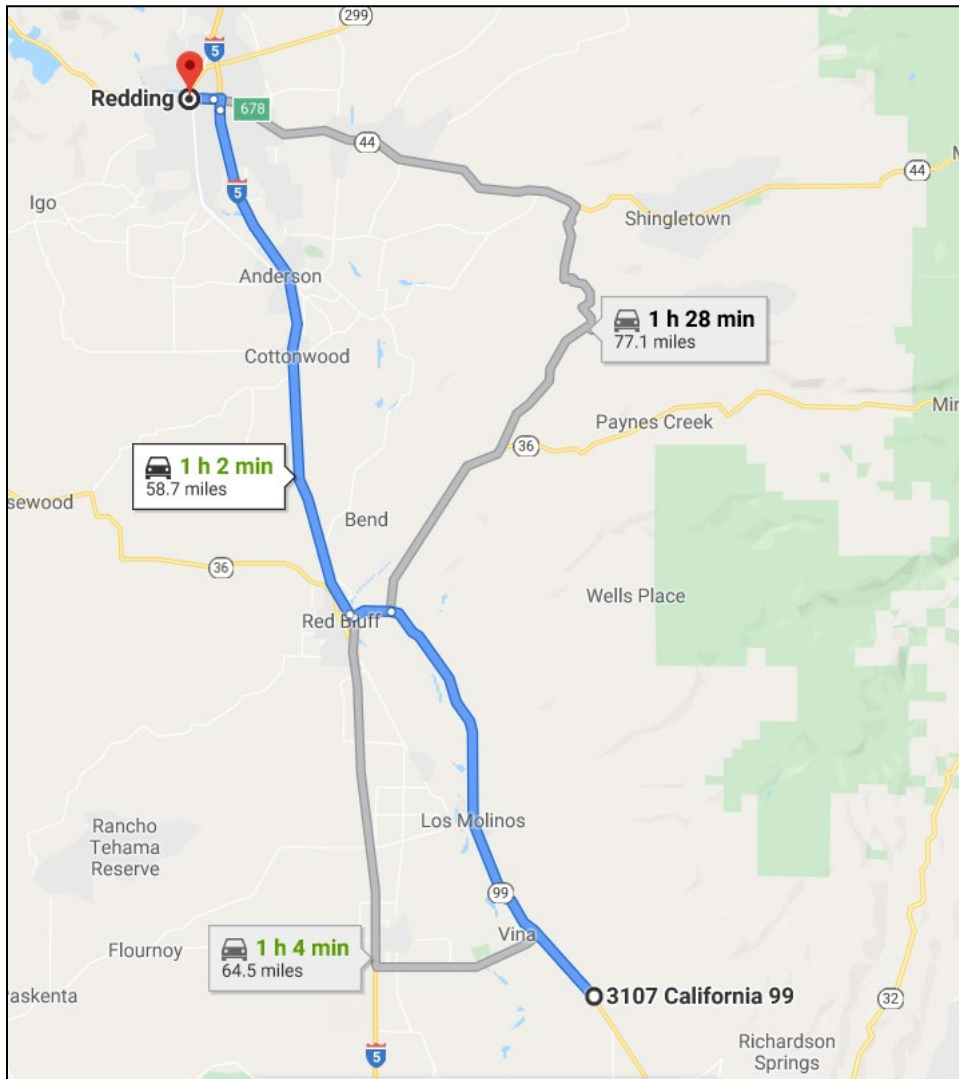 299
5
Redding
678
44
M
44
5
Igo
Shingletown
Anderson
1 h 28 min
77.1 miles
Cottonwood
Min
Paynes Creek
36
1 h 2 min
58.7 miles
sewood
Bend
36
Wells Place
Red Bluff
Los Molinos
Rancho
Tehama
Reserve
99
Vina
Flournoy
1 h 4 min
64.5 miles
askenta
3107 California 99
32
Richardson
Springs
5